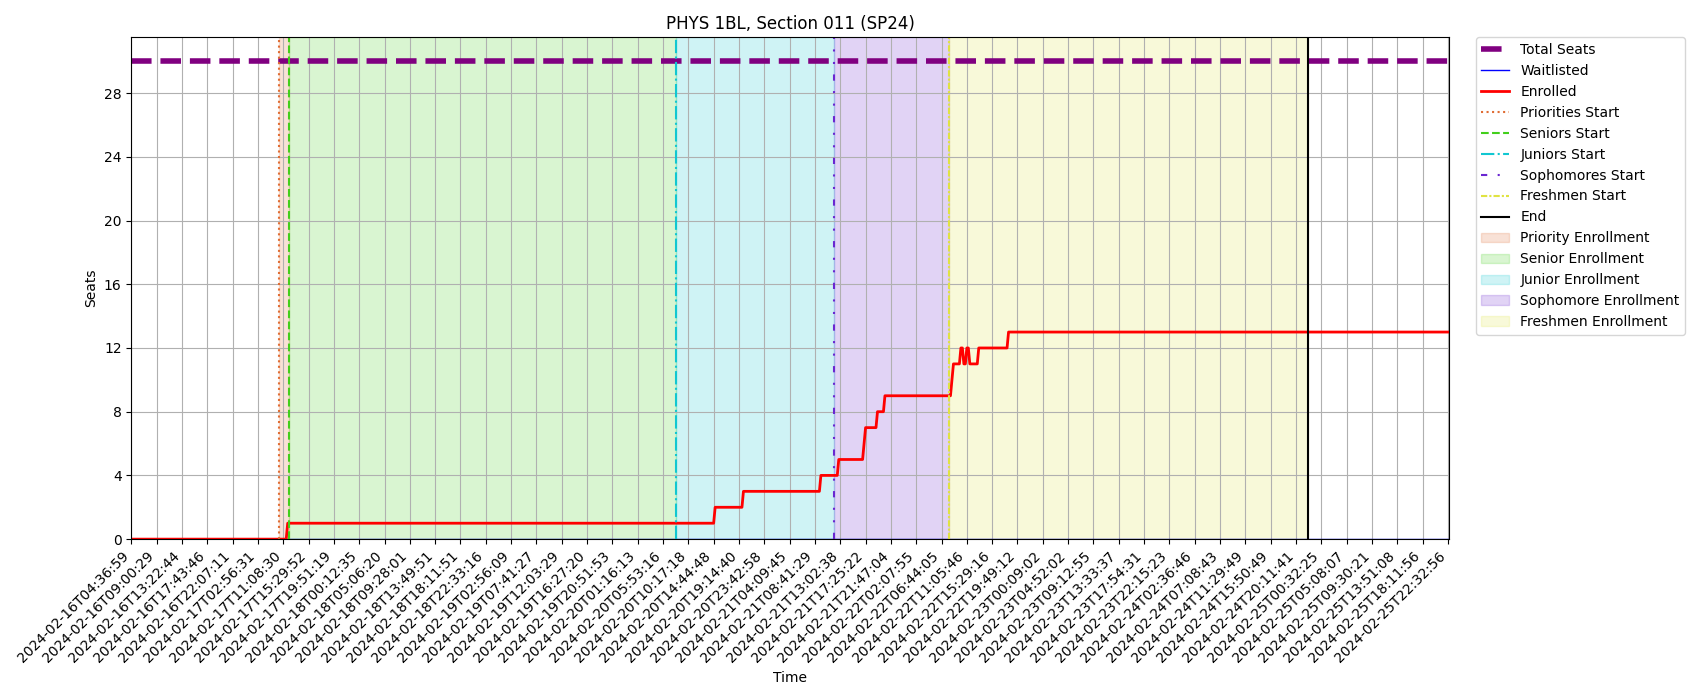 PHYS 1BL, Section 011 (SP24)
Seats
28
24
20
16
12
8
4
0
2024-02-16T04:36:59
2024-02-16T09:00:29
2024-02-16T13:22:44
2024-02-16T17:43:46
2024-02-16T22:07:11
2024-02-17T02:56:31
2024-02-17T11:08:30
2024-02-17T15:29:52
2024-02-17T19:51:19
2024-02-18T00:12:35
2024-02-18T05:06:20
2024-02-18T09:28:01
2024-02-18T13:49:51
2024-02-18T18:11:51
2024-02-18T22:33:16
2024-02-19T02:56:09
2024-02-19T07:41:27
2024-02-19T12:03:29
2024-02-19T16:27:20
2024-02-19T20:51:53
2024-02-20T01:16:13
2024-02-20T05:53:16
2024-02-20T10:17:18
2024-02-20T14:44:48
2024-02-20T19:14:40
2024-02-20T23:42:58
2024-02-21T04:09:45
2024-02-21T08:41:29
2024-02-21T13:02:38
2024-02-21T17:25:22
2024-02-21T21:47:04
2024-02-22T02:07:55
2024-02-22T06:44:05
2024-02-22T11:05:46
2024-02-22T15:29:16
2024-02-22T19:49:12
2024-02-23T00:09:02
2024-02-23T04:52:02
2024-02-23T09:12:55
2024-02-23T13:33:37
2024-02-23T17:54:31
2024-02-23T22:15:23
2024-02-24T02:36:46
2024-02-24T07:08:43
2024-02-24T11:29:49
2024-02-24T15:50:49
2024-02-24T20:11:41
2024-02-25T00:32:25
2024-02-25T05:08:07
2024-02-25T09:30:21
2024-02-25T13:51:08
2024-02-25T18:11:56
2024-02-25T22:32:56
Time
Total Seats
Waitlisted
Enrolled
Priorities Start
Seniors Start
Juniors Start
Sophomores Start
Freshmen Start
End
Priority Enrollment
Senior Enrollment
Junior Enrollment
Sophomore Enrollment
Freshmen Enrollment